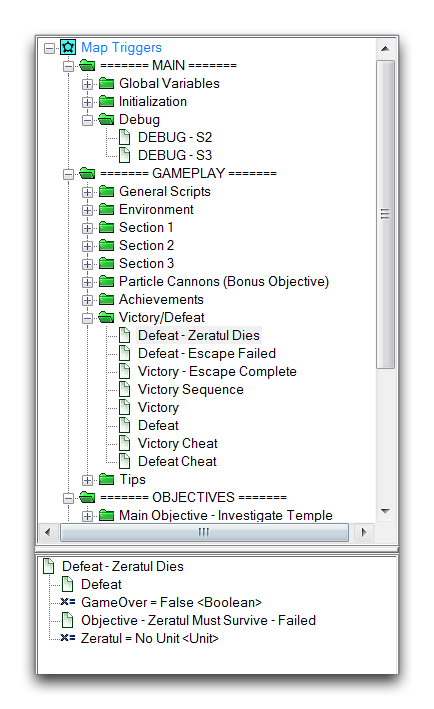 Map Triggers
======= MAIN =======
Global Variables
Initialization
Debug
DEBUG - S2
DEBUG - S3
======= GAMEPLAY =======
General Scripts
Environment
Section 1
Section 2
Section 3
Particle Cannons (Bonus Objective)
Achievements
Victory/Defeat
Defeat - Zeratul Dies
Defeat - Escape Failed
Victory - Escape Complete
Victory Sequence
Victory
Defeat
Victory Cheat
Defeat Cheat
Tips
======= OBJECTIVES =======
Main Objective - Investigate Temple
Defeat - Zeratul Dies
Defeat
GameOver = False <Boolean>
Objective - Zeratul Must Survive - Failed
Zeratul = No Unit <Unit>